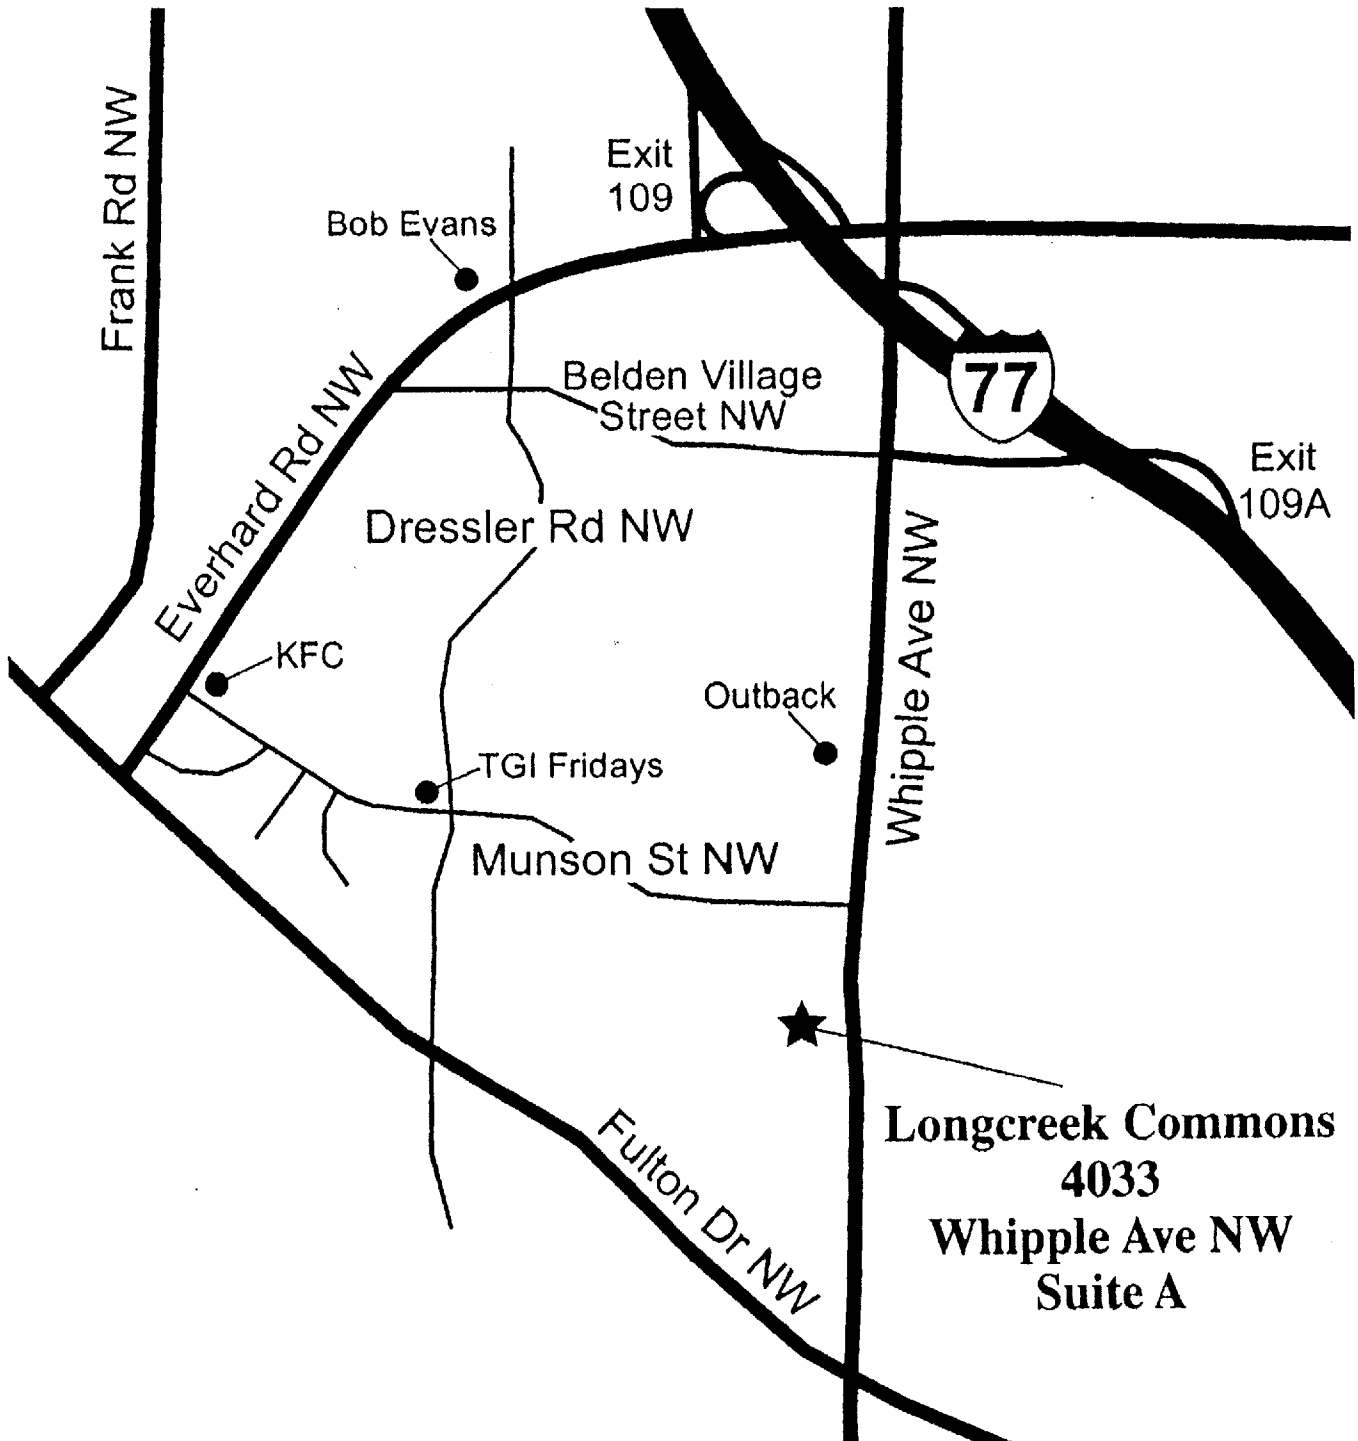 Frank Rd NW
Exit
109
Bob Evans
Everhard Rd NW
Belden Village
Street NW
77
Exit
109A
Dressler Rd NW
Whipple Ave NW
KFC
Outback
TGI Fridays
Munson St NW
Fulton Dr NW
Longcreek Commons
4033
Whipple Ave NW
Suite A